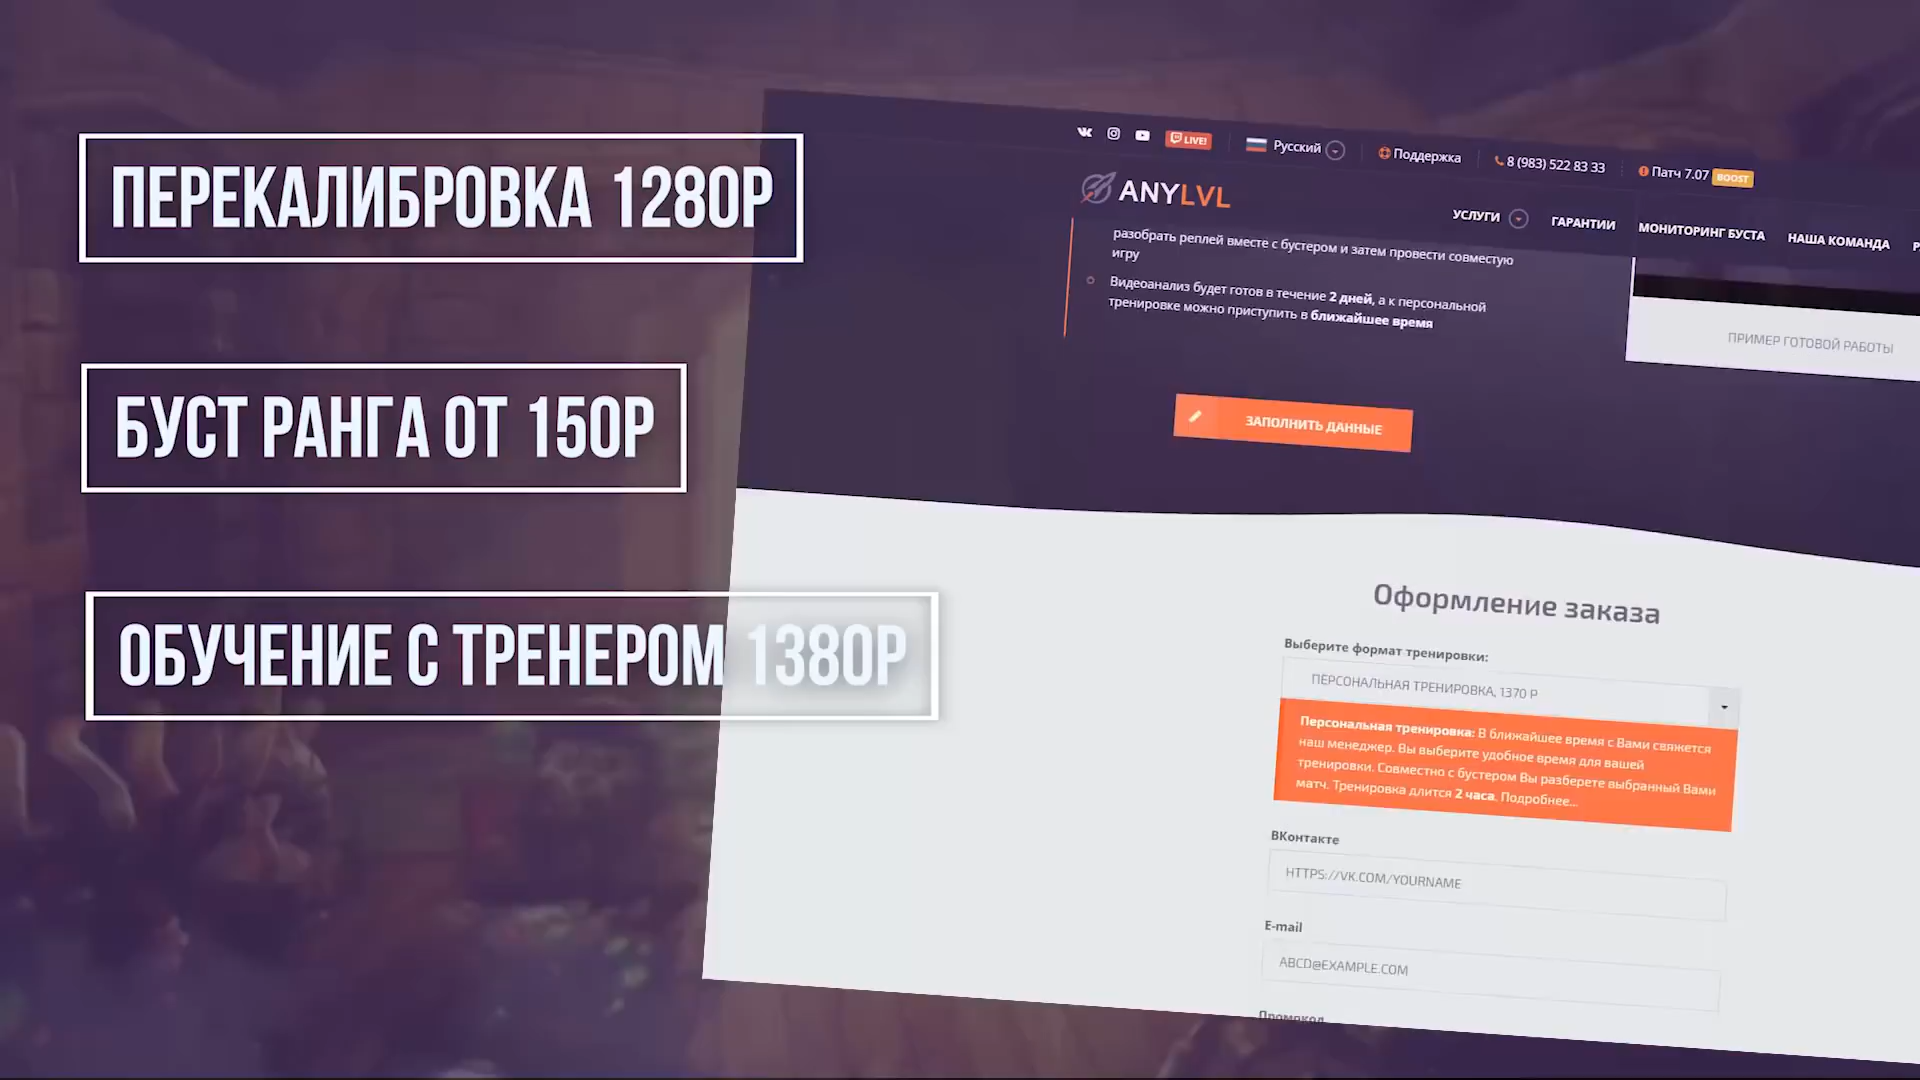 ПЕРЕКАЛИБРОВКА 1280Р
БУСТ РАНГА ОТ 150Р
ОБУЧЕНИЕ С ТРЕНЕРОМ 1380Р
LIVE!
Русский
Поддержка
8 (983) 522 83 33
Патч 7.07 BOOST
ANYLVL
УСЛУГИ
ГАРАНТИИ
МОНИТОРИНГ БУСТА
НАША КОМАНДА
разобрать реплей вместе с бустером и затем провести совместую
игру
Видеоанализ будет готов в течение 2 дней, а к персональной
тренировке можно приступить в ближайшее время
ПРИМЕР ГОТОВОЙ РАБОТЫ
ЗАПОЛНИТЬ ДАННЫЕ
Оформление заказа
Выберите формат тренировки:
ПЕРСОНАЛЬНАЯ ТРЕНИРОВКА, 1370 Р
Персональная тренировка: В ближайшее время с Вами свяжется
наш менеджер. Вы выберите удобное время для вашей
тренировки. Совместно с бустером Вы разберете выбранный Вами
матч. Тренировка длится 2 часа. Подробнее...
ВКонтакте
HTTPS://VK.COM/YOURNAME
E-mail
ABCD@EXAMPLE.COM
Промокод